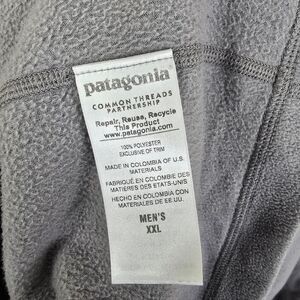 patagonia
COMMON THREADS
PARTNERSHIP
Repair, Reuse, Recycle
This Product
www.patagonia.com
100% POLYESTER
EXCLUSIVE OF TRIM
MADE IN COLOMBIA OF U.S.
MATERIALS
FABRIQUÉ EN COLOMBIE DES
MATIÈRES DES ÉTATS-UNIS
HECHO EN COLOMBIA CON
MATERIALES DE EE.UU.
MEN'S
XXL